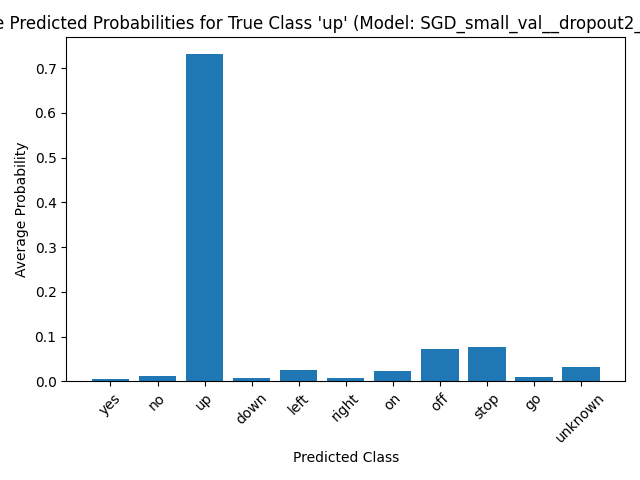 e Predicted Probabilities for True Class 'up' (Model: SGD_small_val__dropout2_
0.7
0.6
0.5
0.4
0.3
0.2
0.1
0.0
Average Probability
yes
no
up
down
left
right
on
off
stop
go
unknown
Predicted Class